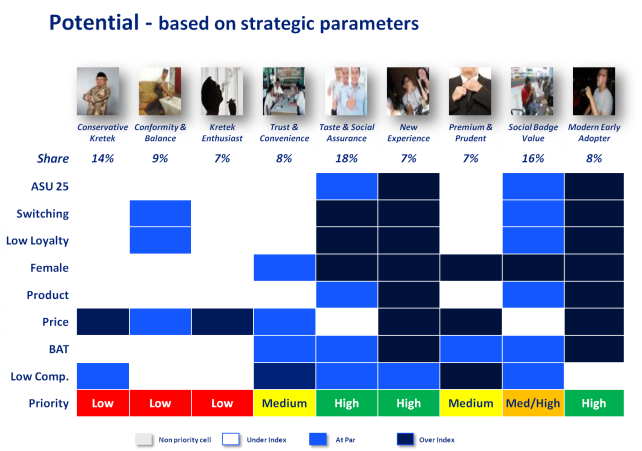 Potential - based on strategic parameters
Conservative Kretek
Conformity & Balance
Kretek Enthusiast
Trust & Convenience
Taste & Social Assurance
New Experience
Premium & Prudent
Social Badge Value
Modern Early Adopter
Share 14% 9% 7% 8% 18% 7% 7% 16% 8%
ASU 25
Switching
Low Loyalty
Female
Product
Price
BAT
Low Comp.
Priority Low Low Low Medium High High Medium Med/High High
Non priority cell Under Index At Par Over Index